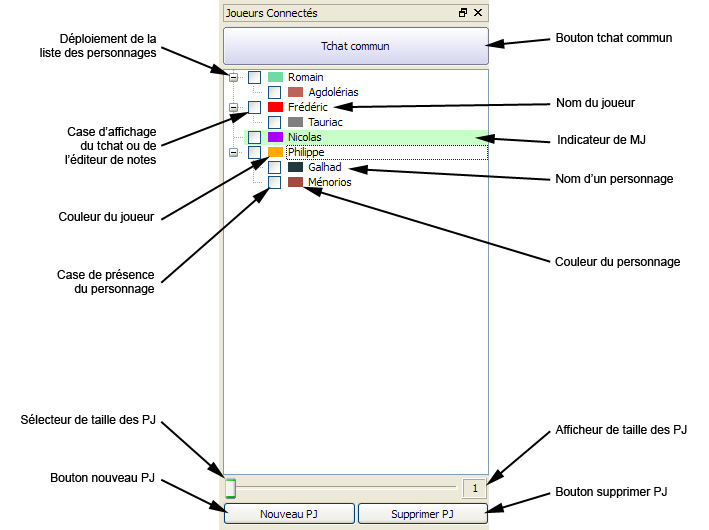 Joueurs Connectés
Tchat commun
Déploiement de la
liste des personnages
Bouton tchat commun
Romain
Agdolérias
Frédéric
Tauriac
Nicolas
Philippe
Galhad
Ménorios
Nom du joueur
Case d'affichage
du tchat ou de
l'éditeur de notes
Indicateur de MJ
Nom d'un personnage
Couleur du joueur
Case de présence
du personnage
Couleur du personnage
Sélecteur de taille des PJ
Afficheur de taille des PJ
1
Bouton nouveau PJ
Bouton supprimer PJ
Nouveau PJ
Supprimer PJ